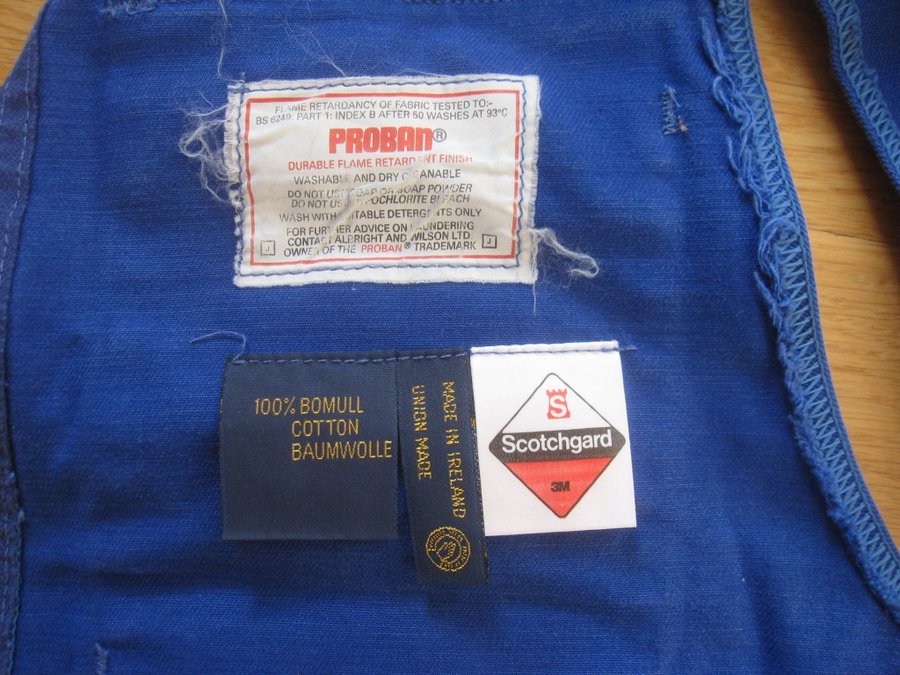 FLAME RETARDANCY OF FABRIC TESTED TO:-
BS 6249: PART 1: INDEX B AFTER 50 WASHES AT 93°C
PROBAN®
DURABLE FLAME RETARDANT FINISH
WASHABLE AND DRY CLEANABLE
DO NOT USE SOAP OR SOAP POWDER
DO NOT USE HYPOCHLORITE BLEACH
WASH WITH SUITABLE DETERGENTS ONLY
FOR FURTHER ADVICE ON LAUNDERING
CONTACT ALBRIGHT AND WILSON LTD
J OWNER OF THE PROBAN® TRADEMARK J
100% BOMULL
COTTON
BAUMWOLLE
MADE IN IRELAND
UNION MADE
S
Scotchgard
3M